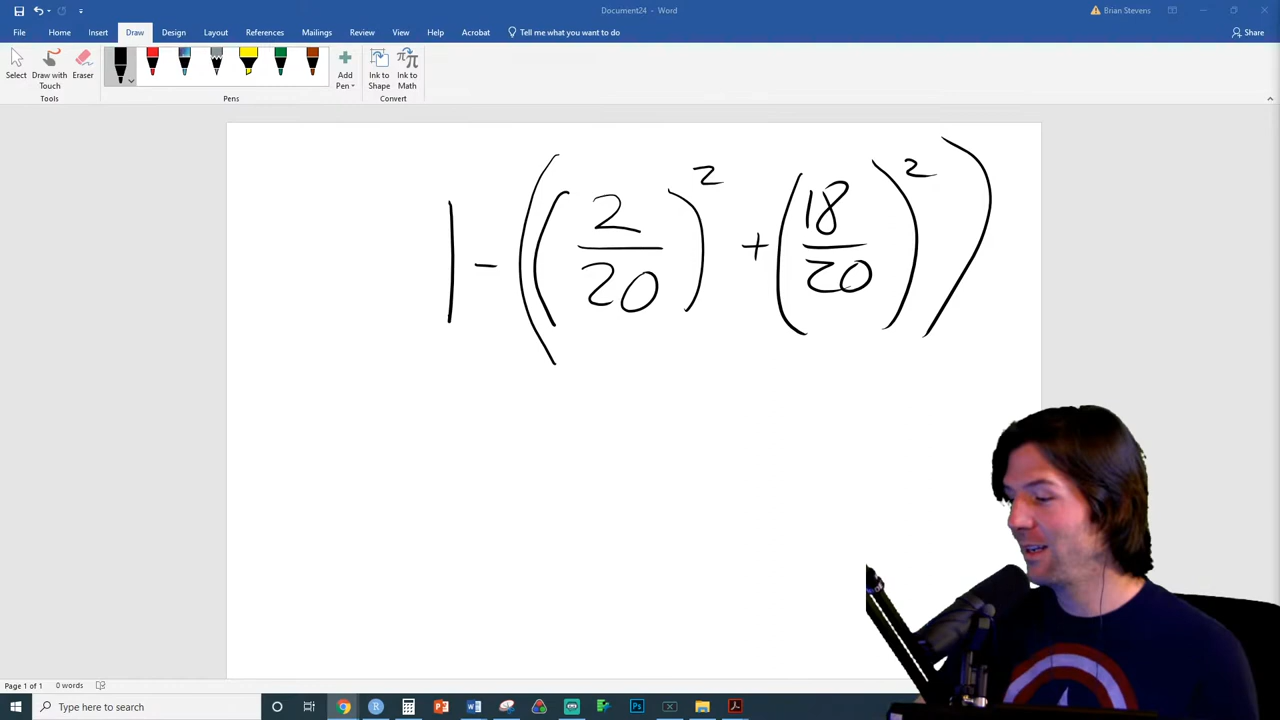 Document24 - Word
Brian Stevens
File Home Insert Draw Design Layout References Mailings Review View Help Acrobat Tell me what you want to do Share
Select Draw with Touch Eraser Add Pen Ink to Shape Ink to Math
Tools Pens Convert
1 - ((2/20)² + (18/20)²)
Page 1 of 1 0 words
Type here to search